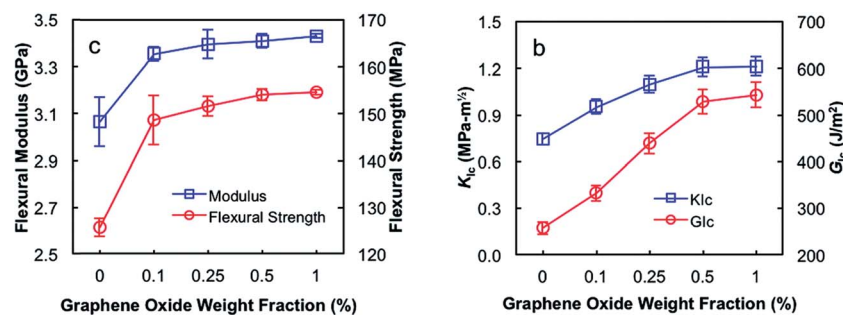 c
3.5
3.3
3.1
2.9
2.7
2.5
Flexural Modulus (GPa)
170
160
150
140
130
120
Flexural Strength (MPa)
Modulus
Flexural Strength
0 0.1 0.25 0.5 1
Graphene Oxide Weight Fraction (%)
b
1.5
1.2
0.9
0.6
0.3
0.0
KIc (MPa-m½)
700
600
500
400
300
200
GIc (J/m²)
KIc
GIc
0 0.1 0.25 0.5 1
Graphene Oxide Weight Fraction (%)